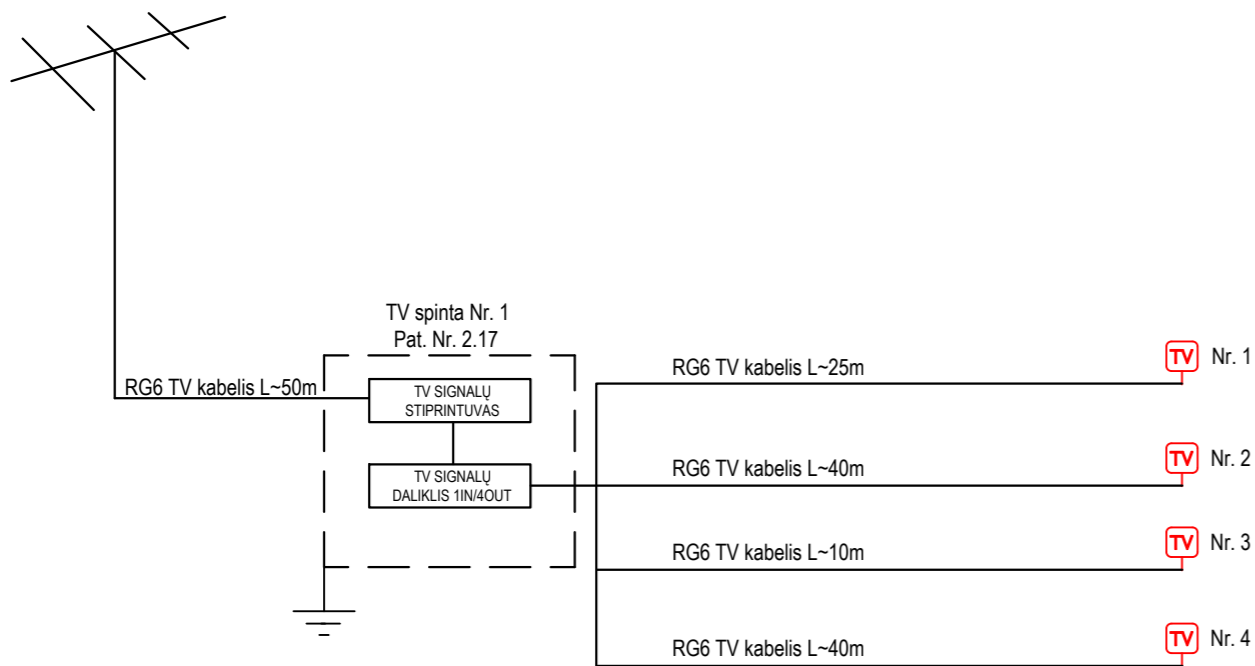 TV spinta Nr. 1
Pat. Nr. 2.17
RG6 TV kabelis L~50m
TV SIGNALŲ
STIPRINTUVAS
TV SIGNALŲ
DALIKLIS 1IN/4OUT
RG6 TV kabelis L~25m
TV Nr. 1
RG6 TV kabelis L~40m
TV Nr. 2
RG6 TV kabelis L~10m
TV Nr. 3
RG6 TV kabelis L~40m
TV Nr. 4